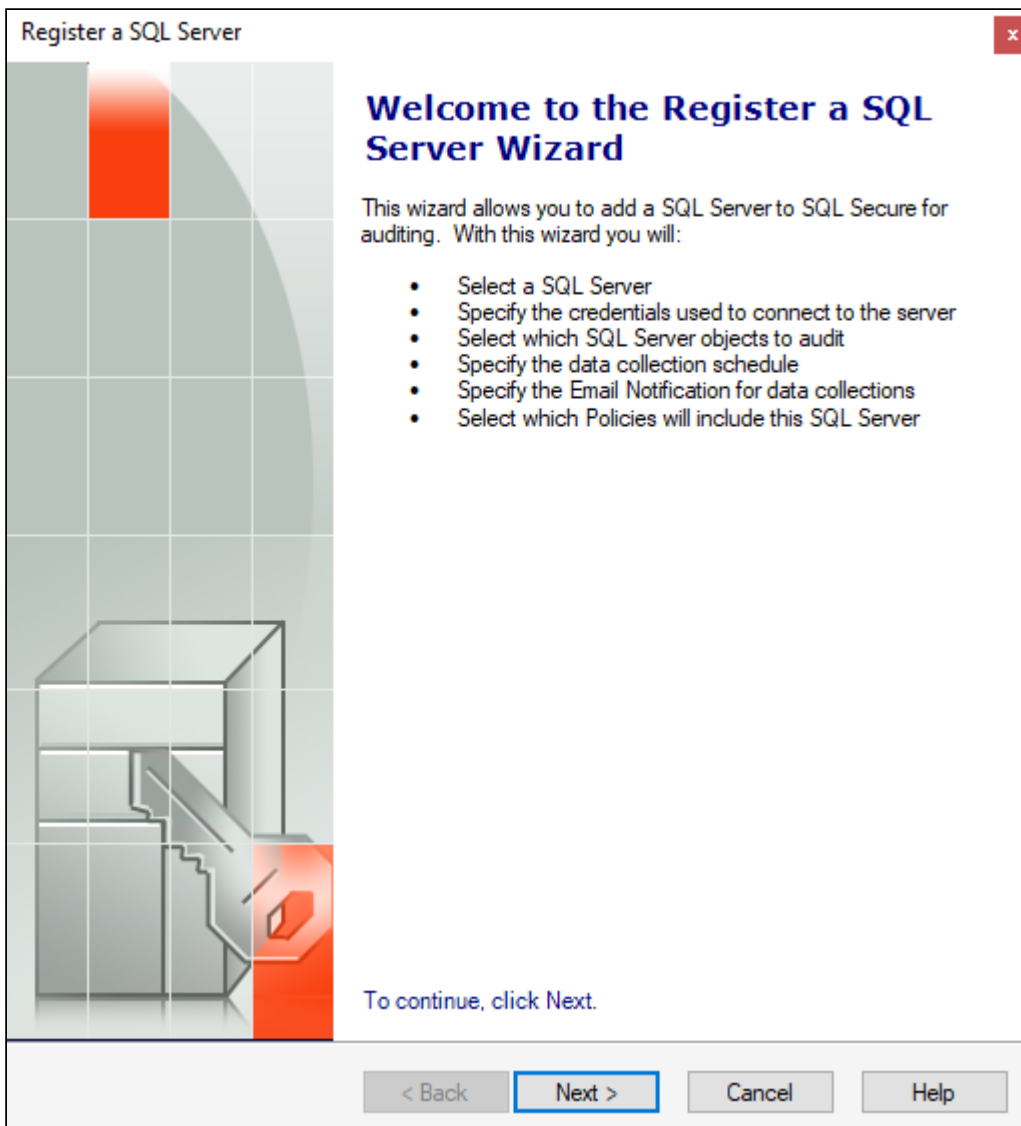 Register a SQL Server
x
Welcome to the Register a SQL
Server Wizard
This wizard allows you to add a SQL Server to SQL Secure for
auditing.  With this wizard you will:
• Select a SQL Server
• Specify the credentials used to connect to the server
• Select which SQL Server objects to audit
• Specify the data collection schedule
• Specify the Email Notification for data collections
• Select which Policies will include this SQL Server
To continue, click Next.
< Back Next > Cancel Help